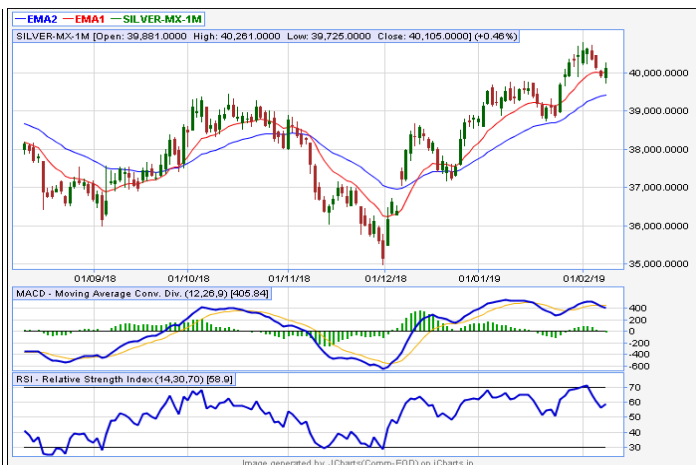 EMA2 EMA1 SILVER-MX-1M
SILVER-MX-1M [Open: 39,881.0000 High: 40,261.0000 Low: 39,725.0000 Close: 40,105.0000] (+0.46%)
40,000.0000
39,000.0000
38,000.0000
37,000.0000
36,000.0000
35,000.0000
01/09/18 01/10/18 01/11/18 01/12/18 01/01/19 01/02/19
MACD - Moving Average Conv. Div. (12,26,9) [405.84]
400
200
0
-200
-400
-600
RSI - Relative Strength Index (14,30,70) [58.9]
70
60
50
40
30
Image generated by JCharts(Comm-EOD) on iCharts.in